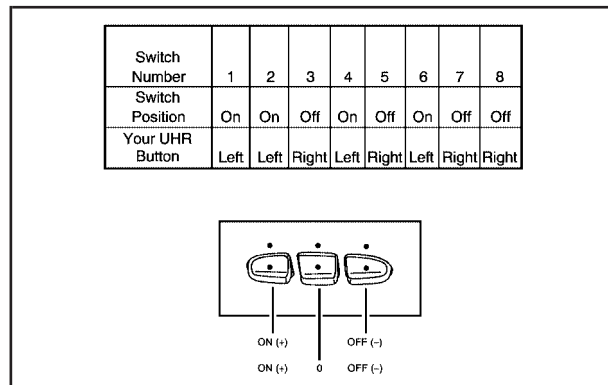 Switch
Number 1 2 3 4 5 6 7 8
Switch
Position On On Off On Off On Off Off
Your UHR
Button Left Left Right Left Right Left Right Right
ON (+) OFF (–)
ON (+) 0 OFF (–)